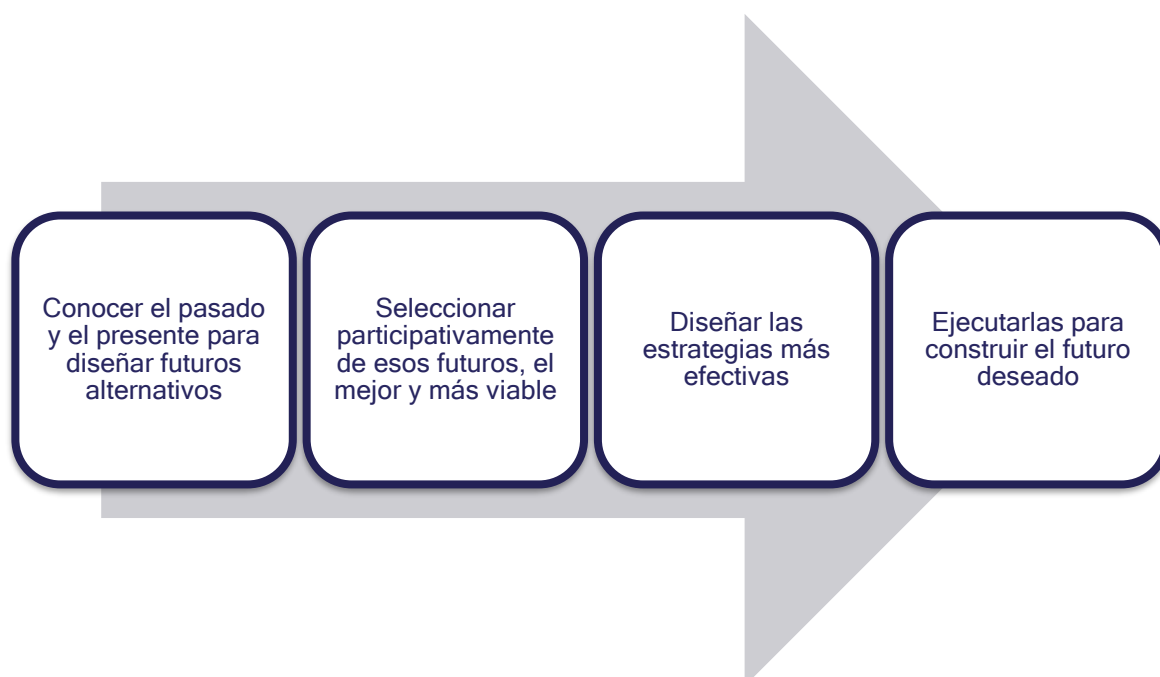 Conocer el pasado
y el presente para
diseñar futuros
alternativos
Seleccionar
participativamente
de esos futuros, el
mejor y más viable
Diseñar las
estrategias más
efectivas
Ejecutarlas para
construir el futuro
deseado